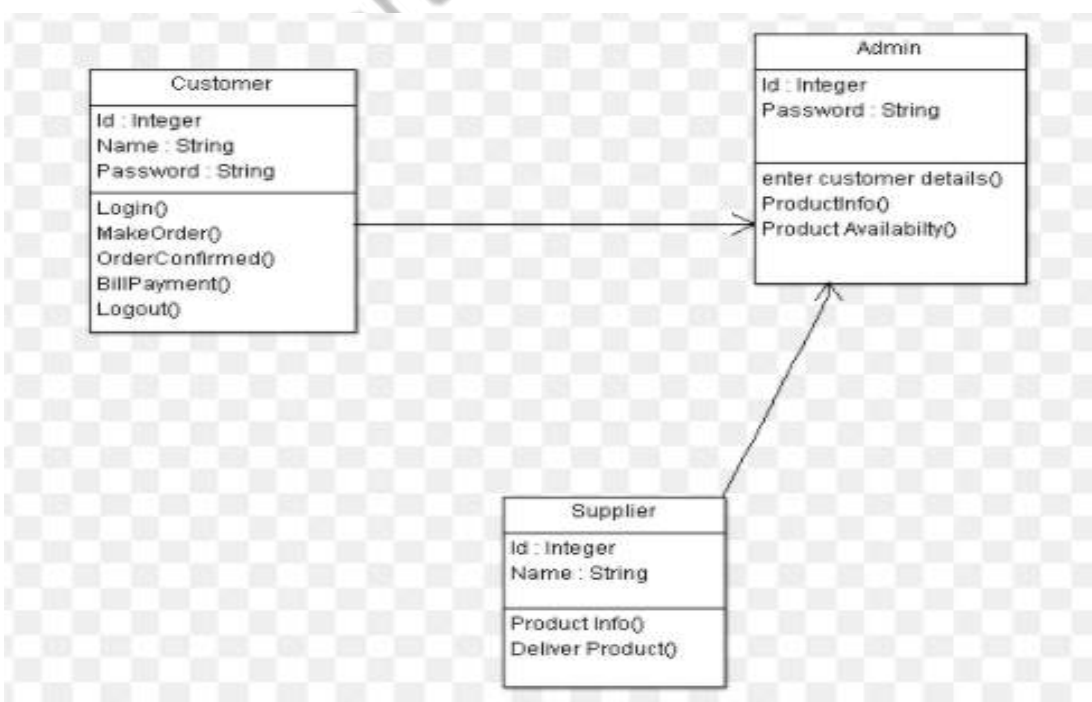 Customer
Id : Integer
Name : String
Password : String
Login()
MakeOrder()
OrderConfirmed()
BillPayment()
Logout()
Admin
Id : Integer
Password : String
enter customer details()
ProductInfo()
Product Availabilty()
Supplier
Id : Integer
Name : String
Product Info()
Deliver Product()